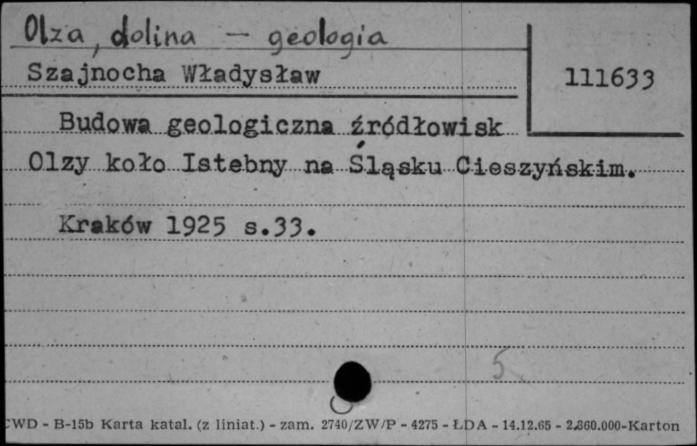 Olza, dolina — geologia
Szajnocha Władysław
111633
Budowa geologiczna źródłowisk
Olzy koło Istebny na Śląsku Cieszyńskim.
Kraków 1925 s.33.
5
CWD - B-15b Karta katal. (z liniat.) - zam. 2740/ZW/P - 4275 - ŁDA - 14.12.65 - 2.860.000-Karton